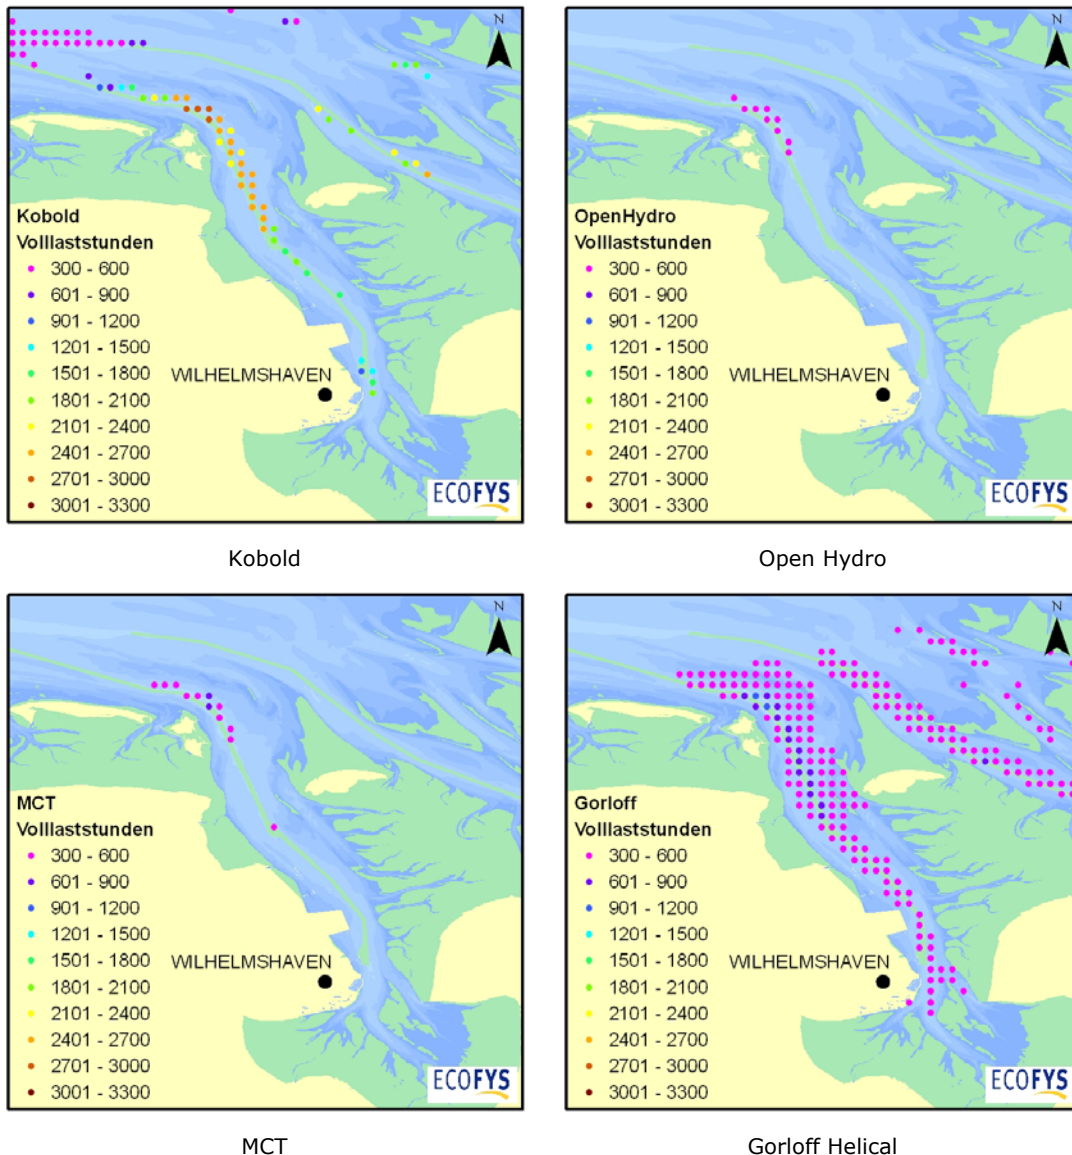 N
Kobold
Volllaststunden
300 - 600
601 - 900
901 - 1200
1201 - 1500
1501 - 1800
1801 - 2100
2101 - 2400
2401 - 2700
2701 - 3000
3001 - 3300
WILHELMSHAVEN
ECOFYS
Kobold
N
OpenHydro
Volllaststunden
300 - 600
601 - 900
901 - 1200
1201 - 1500
1501 - 1800
1801 - 2100
2101 - 2400
2401 - 2700
2701 - 3000
3001 - 3300
WILHELMSHAVEN
ECOFYS
Open Hydro
N
MCT
Volllaststunden
300 - 600
601 - 900
901 - 1200
1201 - 1500
1501 - 1800
1801 - 2100
2101 - 2400
2401 - 2700
2701 - 3000
3001 - 3300
WILHELMSHAVEN
ECOFYS
MCT
N
Gorloff
Volllaststunden
300 - 600
601 - 900
901 - 1200
1201 - 1500
1501 - 1800
1801 - 2100
2101 - 2400
2401 - 2700
2701 - 3000
3001 - 3300
WILHELMSHAVEN
ECOFYS
Gorloff Helical